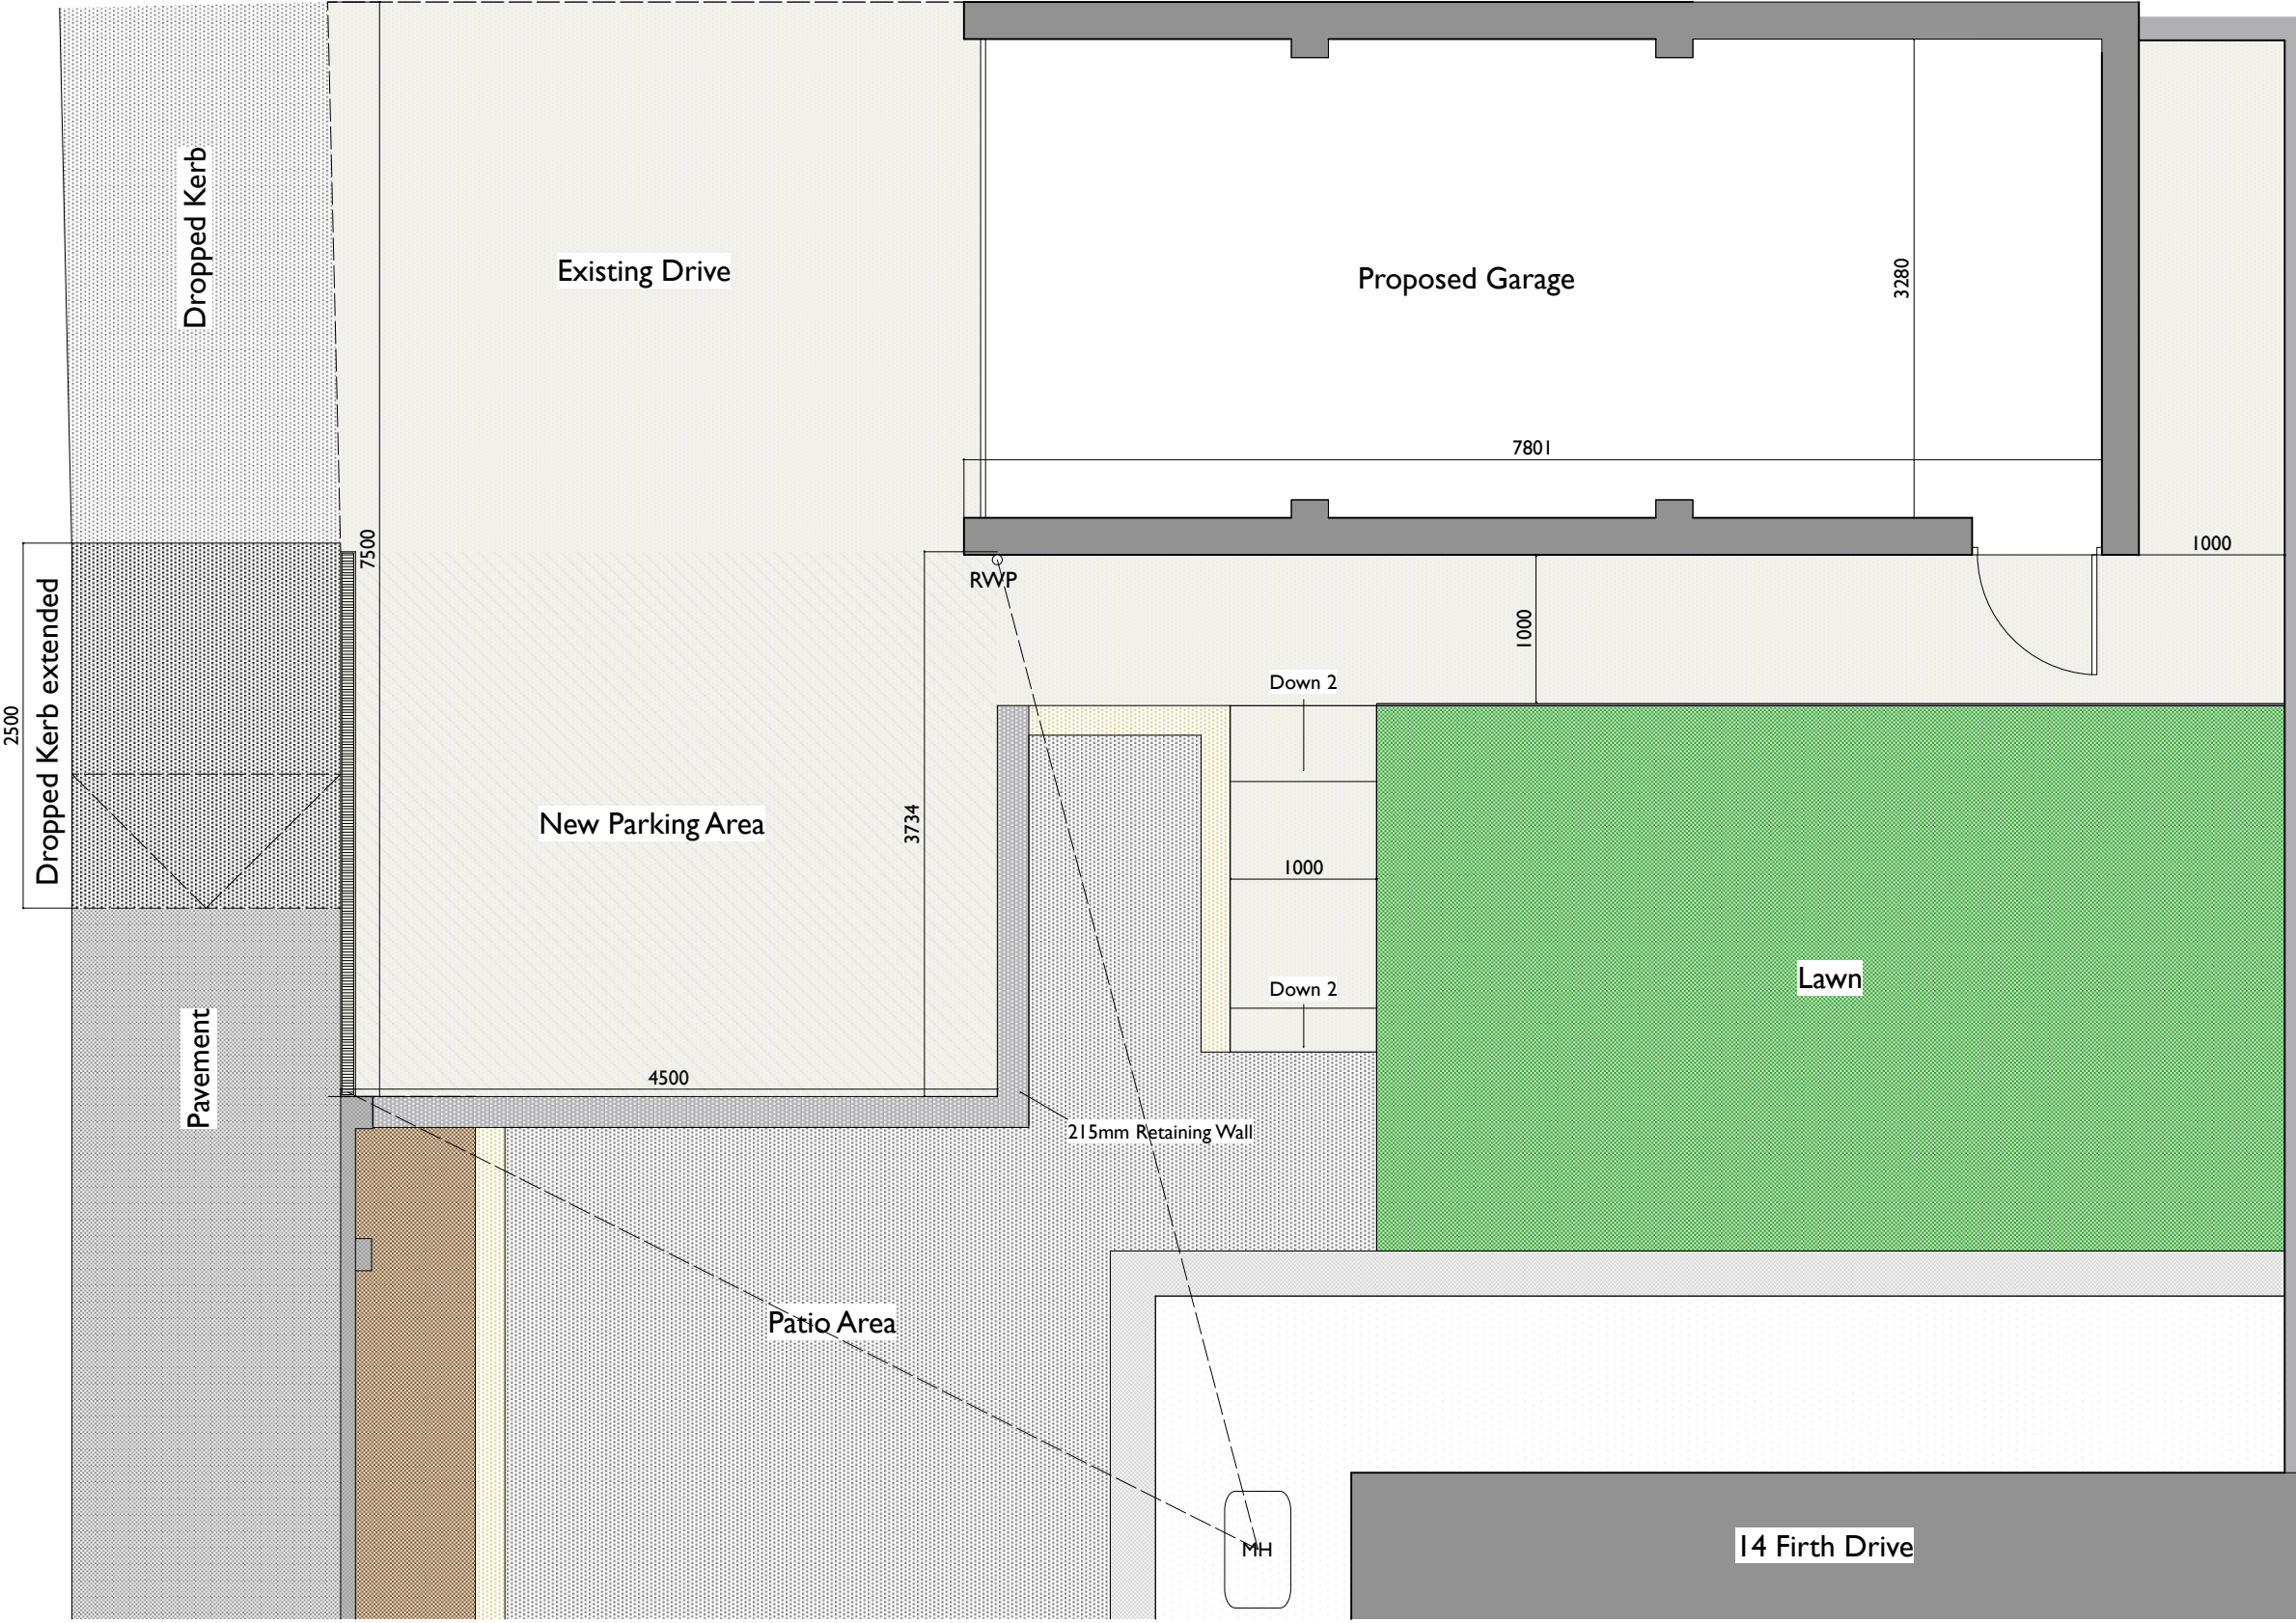 Dropped Kerb
Existing Drive
Proposed Garage
3280
7801
7500
1000
RWP
1000
Dropped Kerb extended
2500
Down 2
New Parking Area
3734
1000
Lawn
Down 2
Pavement
4500
215mm Retaining Wall
Patio Area
MH
14 Firth Drive